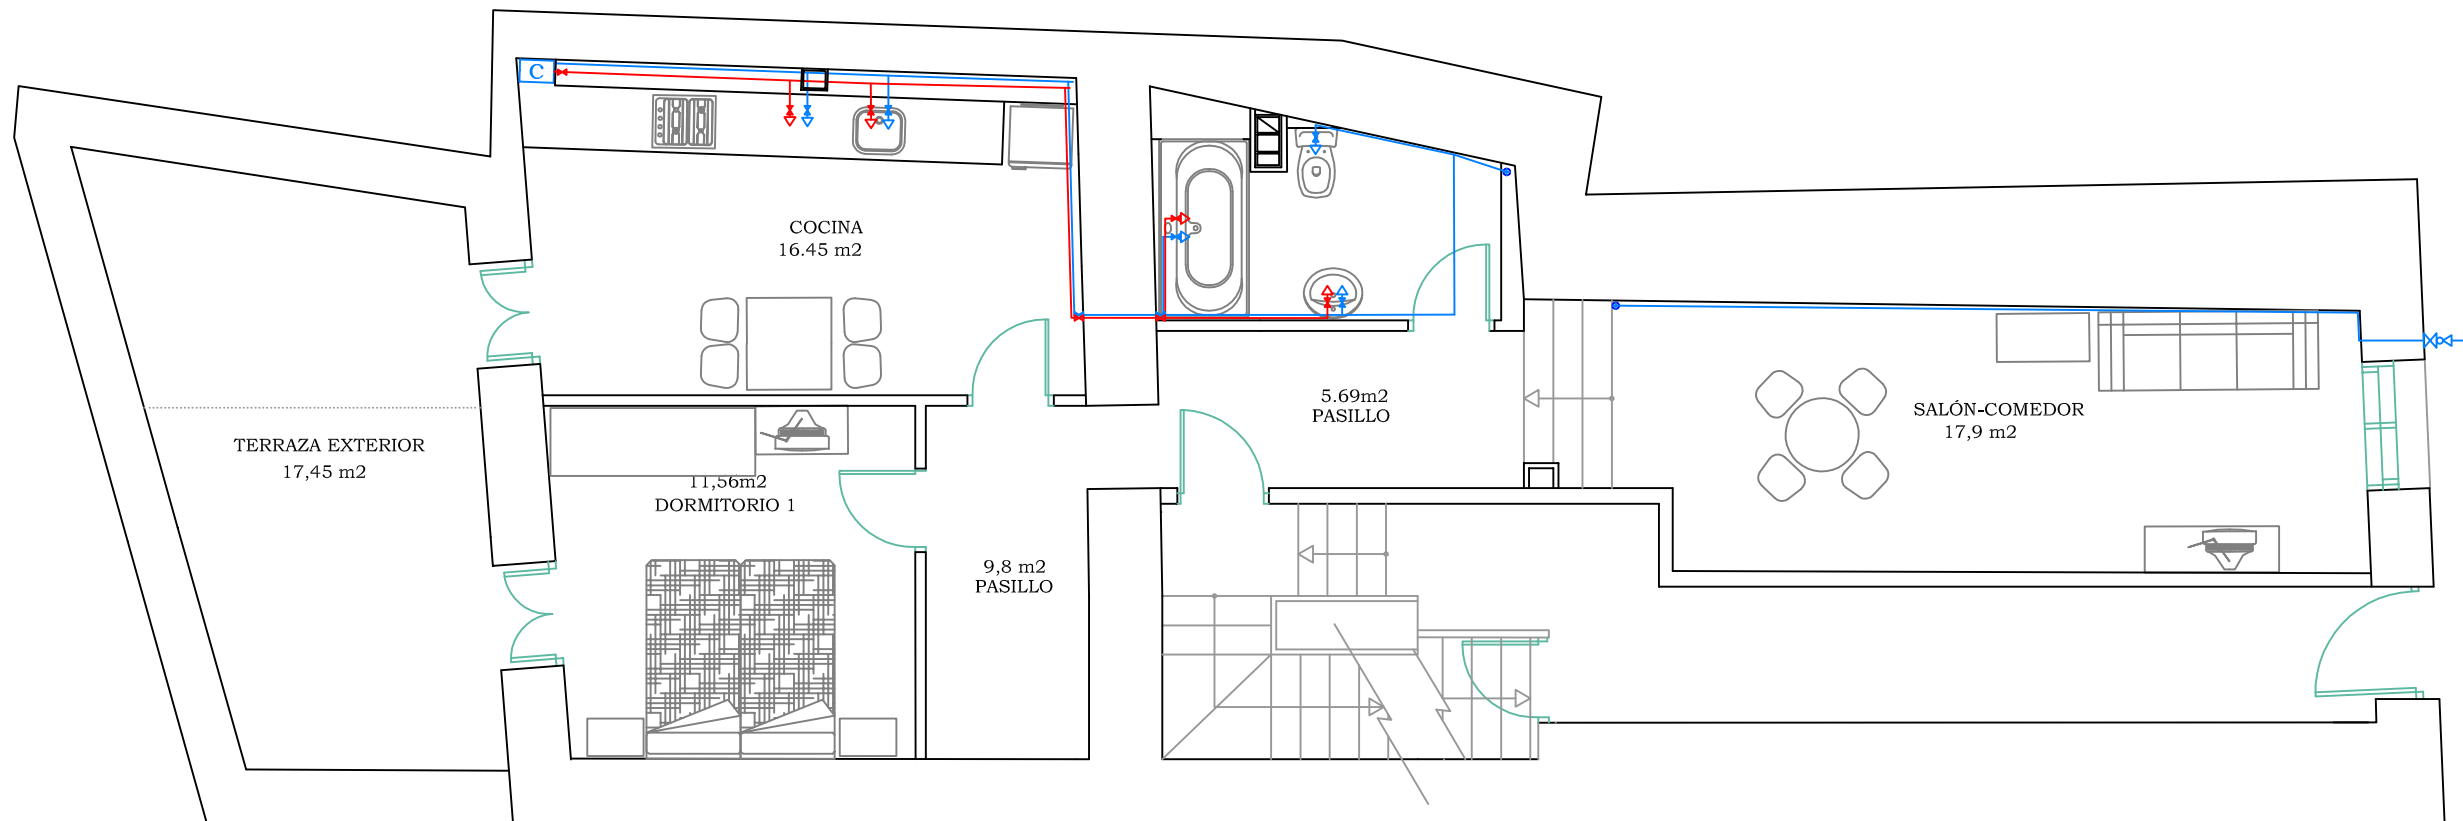 C
COCINA
16.45 m2
5.69m2
PASILLO
SALÓN-COMEDOR
17,9 m2
TERRAZA EXTERIOR
17,45 m2
11,56m2
DORMITORIO 1
9,8 m2
PASILLO